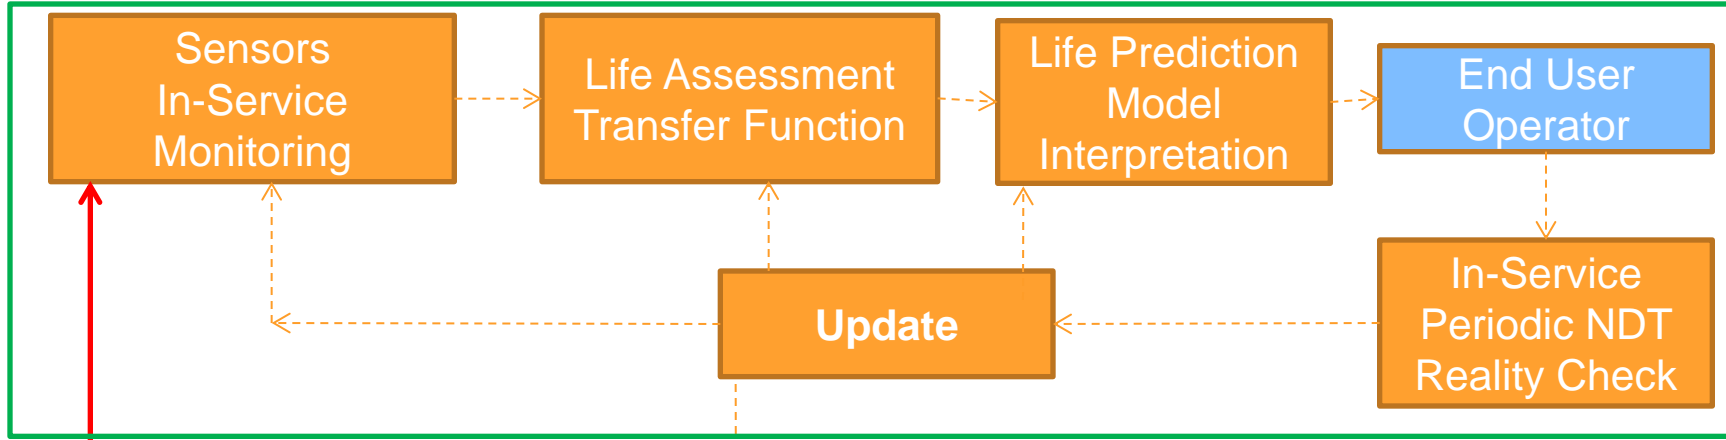 Sensors
In-Service
Monitoring
Life Assessment
Transfer Function
Life Prediction
Model
Interpretation
End User
Operator
Update
In-Service
Periodic NDT
Reality Check